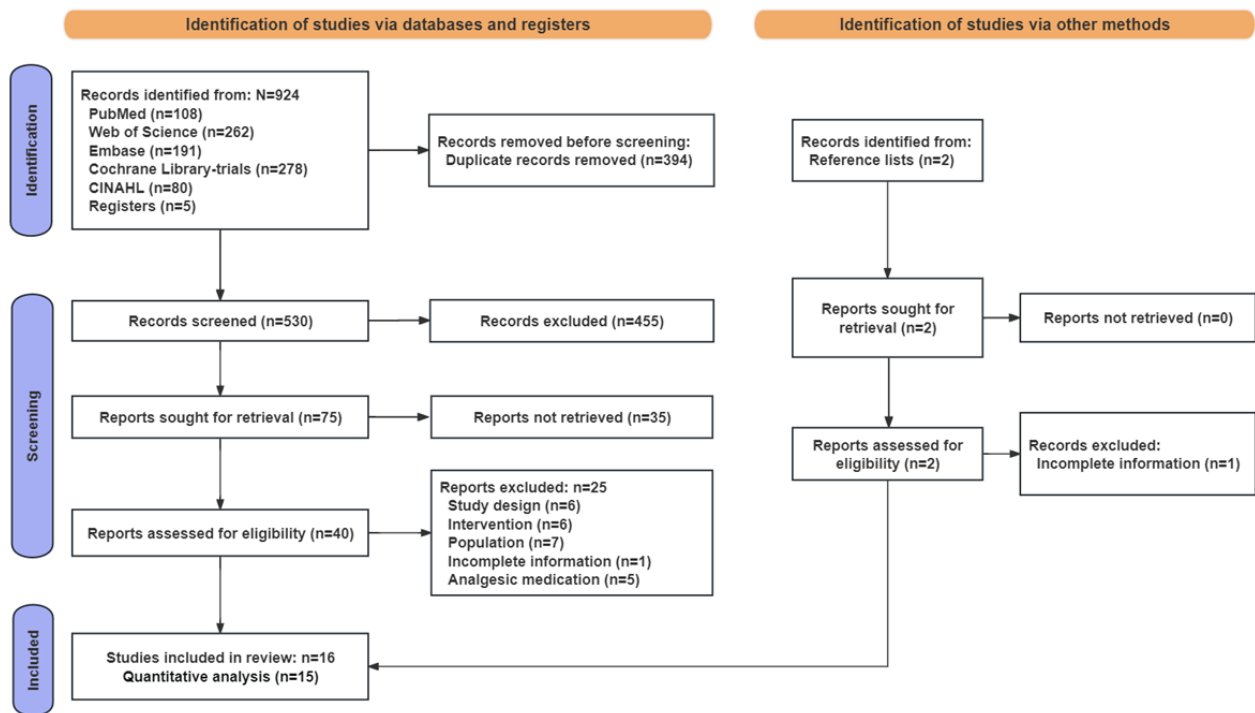 Identification of studies via databases and registers
Identification of studies via other methods
Identification
Records identified from: N=924
PubMed (n=108)
Web of Science (n=262)
Embase (n=191)
Cochrane Library-trials (n=278)
CINAHL (n=80)
Registers (n=5)
Records removed before screening:
Duplicate records removed (n=394)
Records identified from:
Reference lists (n=2)
Screening
Records screened (n=530)
Records excluded (n=455)
Reports sought for
retrieval (n=2)
Reports not retrieved (n=0)
Reports sought for retrieval (n=75)
Reports not retrieved (n=35)
Reports assessed for
eligibility (n=2)
Records excluded:
Incomplete information (n=1)
Reports assessed for eligibility (n=40)
Reports excluded: n=25
Study design (n=6)
Intervention (n=6)
Population (n=7)
Incomplete information (n=1)
Analgesic medication (n=5)
Included
Studies included in review: n=16
Quantitative analysis (n=15)